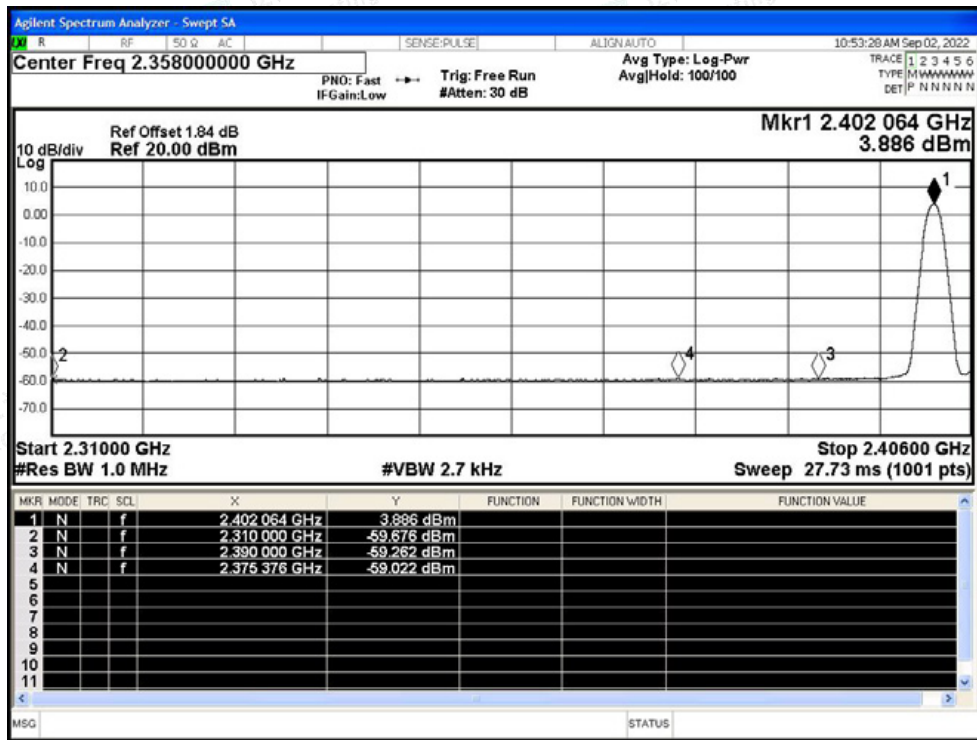 Agilent Spectrum Analyzer - Swept SA
LXI R RF 50 Ω AC SENSE:PULSE ALIGNAUTO 10:53:28 AM Sep 02, 2022
Center Freq 2.358000000 GHz
PNO: Fast Trig: Free Run Avg Type: Log-Pwr TRACE 1 2 3 4 5 6
IFGain:Low #Atten: 30 dB Avg|Hold: 100/100 TYPE MWWWWW
DET P N N N N N
Mkr1 2.402 064 GHz
3.886 dBm
Ref Offset 1.84 dB
10 dB/div Ref 20.00 dBm
Log
10.0
0.00
-10.0
-20.0
-30.0
-40.0
-50.0
-60.0
-70.0
1
2
4
3
Start 2.31000 GHz Stop 2.40600 GHz
#Res BW 1.0 MHz #VBW 2.7 kHz Sweep 27.73 ms (1001 pts)
MKR MODE TRC SCL X Y FUNCTION FUNCTION WIDTH FUNCTION VALUE
1 N f 2.402 064 GHz 3.886 dBm
2 N f 2.310 000 GHz -59.676 dBm
3 N f 2.390 000 GHz -59.262 dBm
4 N f 2.375 376 GHz -59.022 dBm
5
6
7
8
9
10
11
MSG STATUS